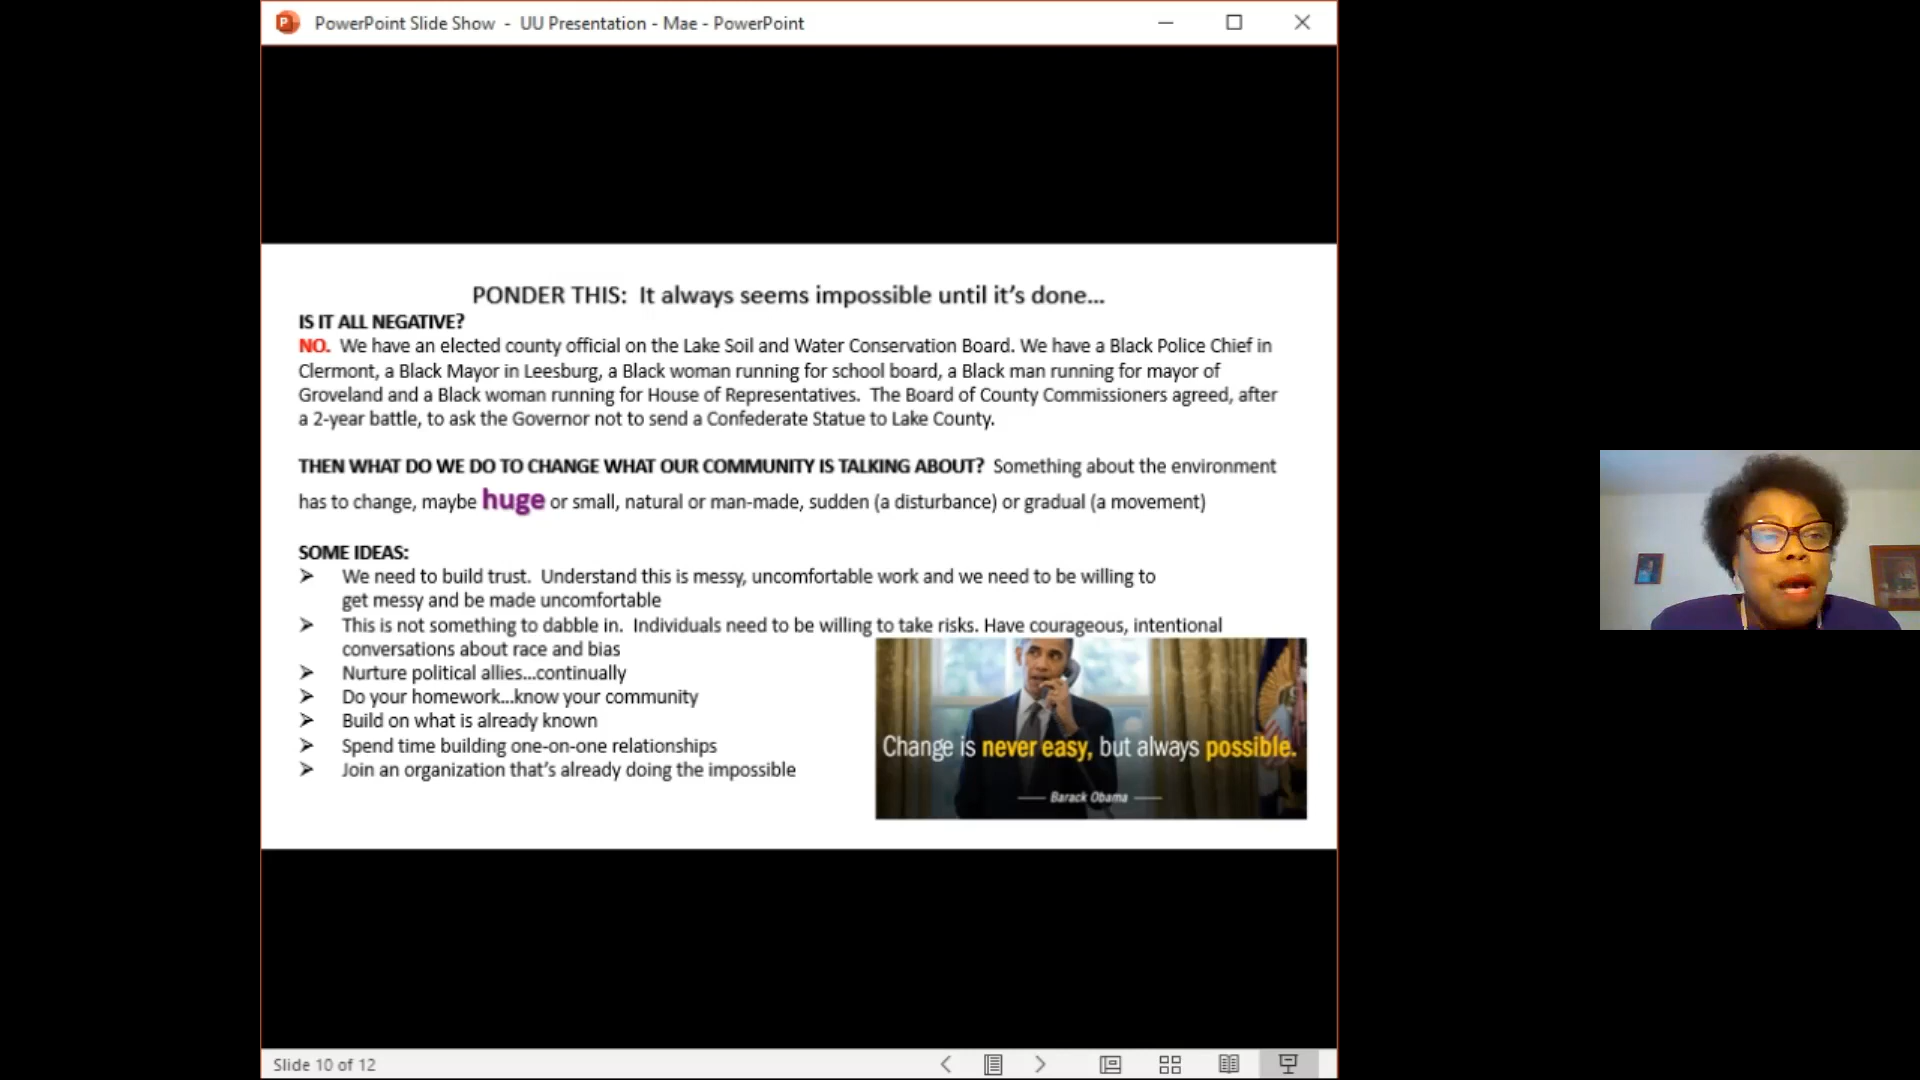 PowerPoint Slide Show - UU Presentation - Mae - PowerPoint
PONDER THIS: It always seems impossible until it's done...
IS IT ALL NEGATIVE?
NO. We have an elected county official on the Lake Soil and Water Conservation Board. We have a Black Police Chief in
Clermont, a Black Mayor in Leesburg, a Black woman running for school board, a Black man running for mayor of
Groveland and a Black woman running for House of Representatives. The Board of County Commissioners agreed, after
a 2-year battle, to ask the Governor not to send a Confederate Statue to Lake County.
THEN WHAT DO WE DO TO CHANGE WHAT OUR COMMUNITY IS TALKING ABOUT? Something about the environment
has to change, maybe huge or small, natural or man-made, sudden (a disturbance) or gradual (a movement)
SOME IDEAS:
➢ We need to build trust. Understand this is messy, uncomfortable work and we need to be willing to
get messy and be made uncomfortable
➢ This is not something to dabble in. Individuals need to be willing to take risks. Have courageous, intentional
conversations about race and bias
➢ Nurture political allies...continually
➢ Do your homework...know your community
➢ Build on what is already known
➢ Spend time building one-on-one relationships
➢ Join an organization that's already doing the impossible
Change is never easy, but always possible.
Barack Obama
Slide 10 of 12